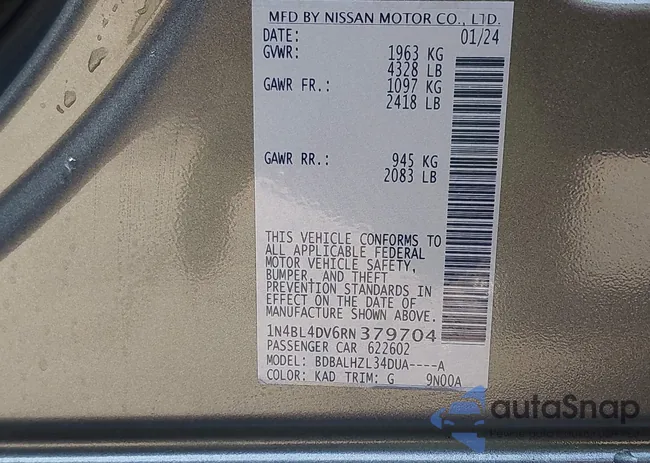 MFD BY NISSAN MOTOR CO., LTD.
DATE: 01/24
GVWR: 1963 KG
4328 LB
GAWR FR.: 1097 KG
2418 LB
GAWR RR.: 945 KG
2083 LB
THIS VEHICLE CONFORMS TO
ALL APPLICABLE FEDERAL
MOTOR VEHICLE SAFETY,
BUMPER, AND THEFT
PREVENTION STANDARDS IN
EFFECT ON THE DATE OF
MANUFACTURE SHOWN ABOVE.
1N4BL4DV6RN379704
PASSENGER CAR 622602
MODEL: BDBALHZL34DUA----A
COLOR: KAD TRIM: G 9N00A
autaSnap